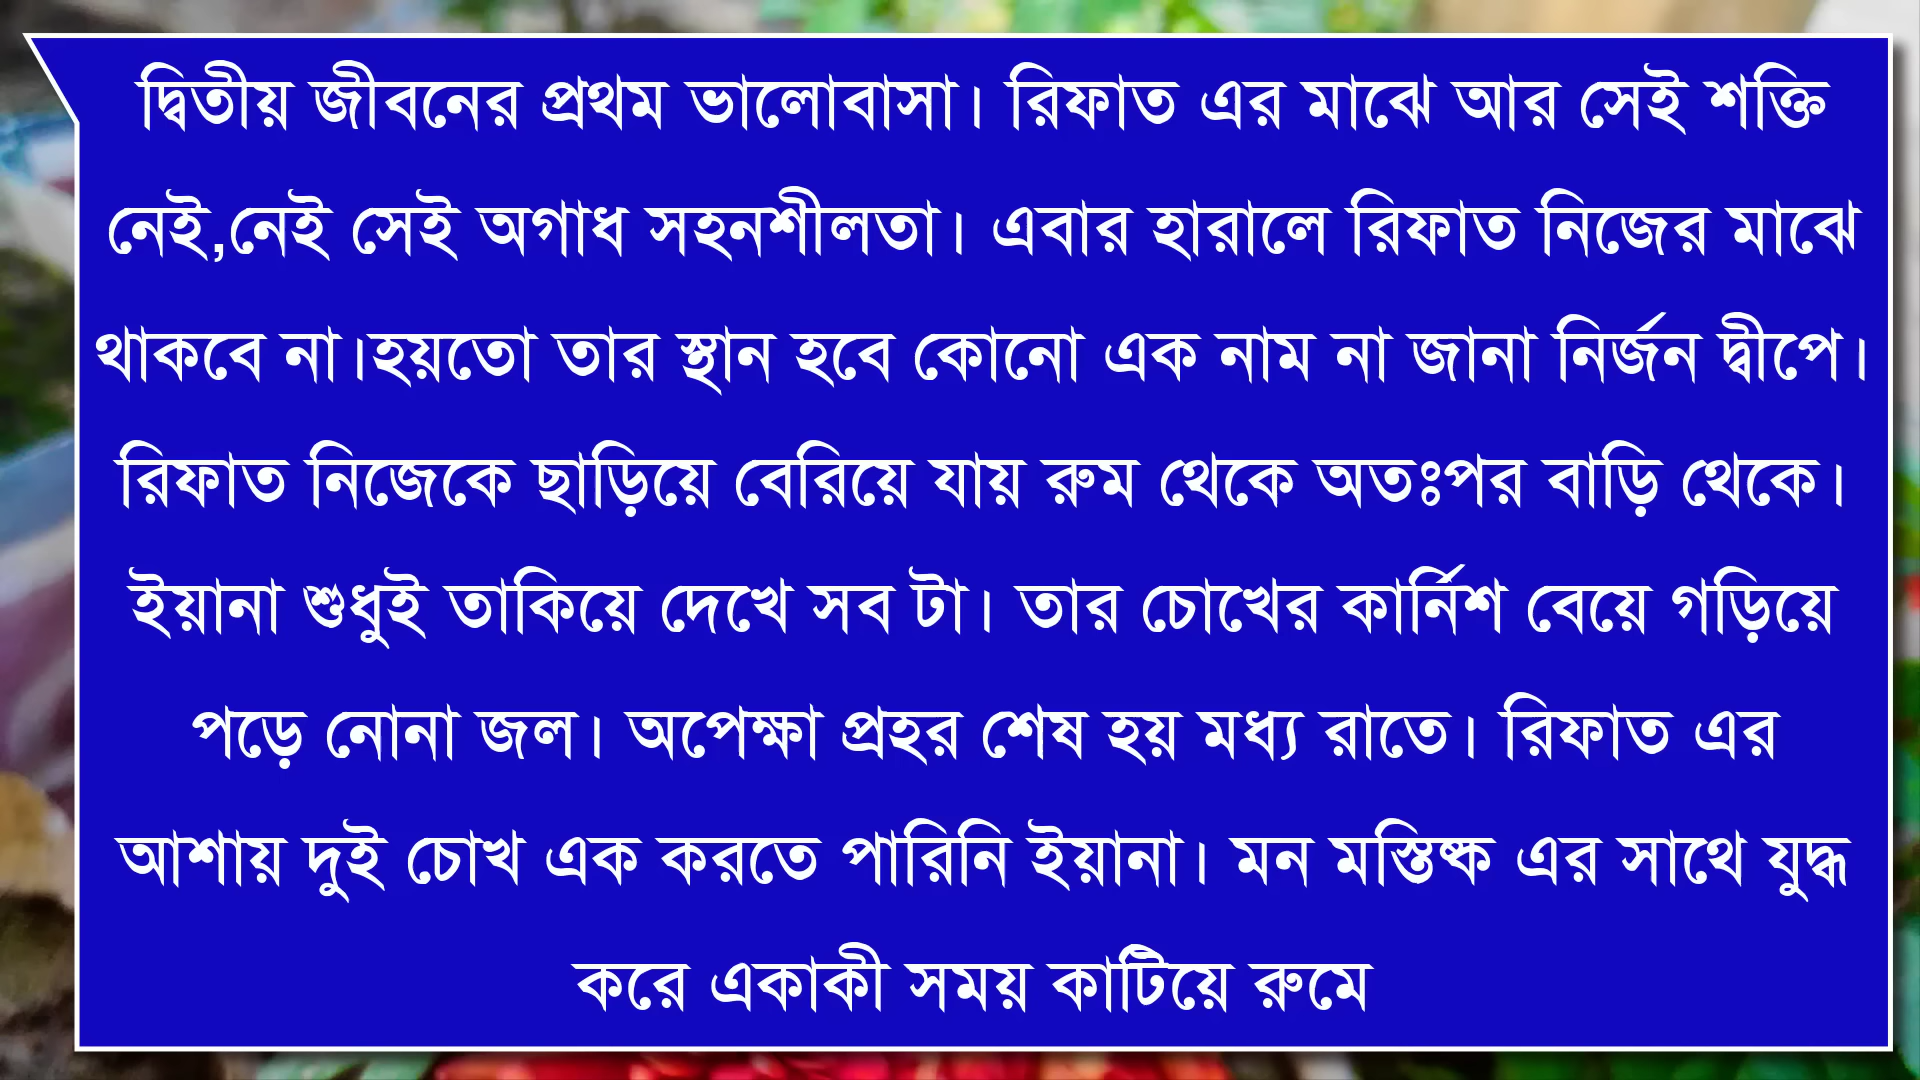 দ্বিতীয় জীবনের প্রথম ভালোবাসা। রিফাত এর মাঝে আর সেই শক্তি
নেই,নেই সেই অগাধ সহনশীলতা। এবার হারালে রিফাত নিজের মাঝে
থাকবে না।হয়তো তার স্থান হবে কোনো এক নাম না জানা নির্জন দ্বীপে।
রিফাত নিজেকে ছাড়িয়ে বেরিয়ে যায় রুম থেকে অতঃপর বাড়ি থেকে।
ইয়ানা শুধুই তাকিয়ে দেখে সব টা। তার চোখের কার্নিশ বেয়ে গড়িয়ে
পড়ে নোনা জল। অপেক্ষা প্রহর শেষ হয় মধ্য রাতে। রিফাত এর
আশায় দুই চোখ এক করতে পারিনি ইয়ানা। মন মস্তিষ্ক এর সাথে যুদ্ধ
করে একাকী সময় কাটিয়ে রুমে